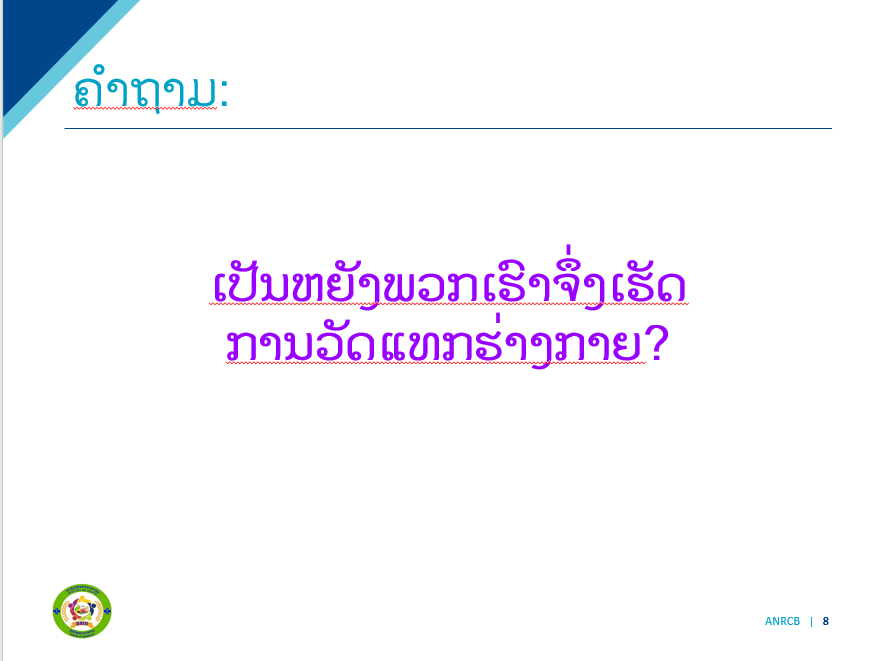 ຄຳຖາມ:
ເປັນຫຍັງພວກເຮົາຈຶ່ງເຮັດ
ການວັດແທກຮ່າງກາຍ?
ANRCB | 8